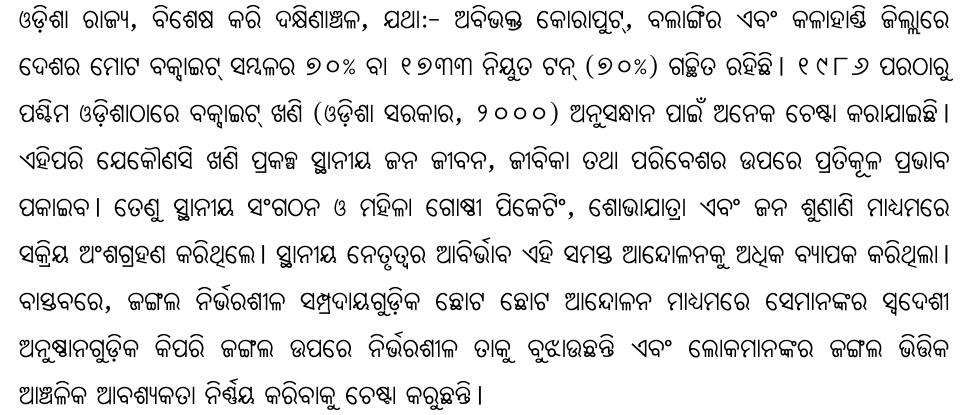 ଓଡ଼ିଶା ରାଜ୍ୟ, ବିଶେଷ କରି ଦକ୍ଷିଣାଞ୍ଚଳ, ଯଥା:- ଅବିଭକ୍ତ କୋରାପୁଟ୍, ବଲାଙ୍ଗିର ଏବଂ କଳାହାଣ୍ଡି ଜିଲ୍ଲାରେ
ଦେଶର ମୋଟ ବକ୍ସାଇଟ୍ ସମ୍ବଳର ୭୦% ବା ୧୭୩୩ ନିୟୁତ ଟନ୍ (୭୦%) ଗଚ୍ଛିତ ରହିଛି। ୧୯୮୬ ପରଠାରୁ
ପଶ୍ଚିମ ଓଡ଼ିଶାଠାରେ ବକ୍ସାଇଟ୍ ଖଣି (ଓଡ଼ିଶା ସରକାର, ୨୦୦୦) ଅନୁସନ୍ଧାନ ପାଇଁ ଅନେକ ଚେଷ୍ଟା କରାଯାଇଛି।
ଏହିପରି ଯେକୌଣସି ଖଣି ପ୍ରକଳ୍ପ ସ୍ଥାନୀୟ ଜନ ଜୀବନ, ଜୀବିକା ତଥା ପରିବେଶର ଉପରେ ପ୍ରତିକୂଳ ପ୍ରଭାବ
ପକାଇବ। ତେଣୁ ସ୍ଥାନୀୟ ସଂଗଠନ ଓ ମହିଳା ଗୋଷ୍ଠୀ ପିକେଟିଂ, ଶୋଭାଯାତ୍ରା ଏବଂ ଜନ ଶୁଣାଣି ମାଧ୍ୟମରେ
ସକ୍ରିୟ ଅଂଶଗ୍ରହଣ କରିଥିଲେ। ସ୍ଥାନୀୟ ନେତୃତ୍ୱର ଆବିର୍ଭାବ ଏହି ସମସ୍ତ ଆନ୍ଦୋଳନକୁ ଅଧିକ ବ୍ୟାପକ କରିଥିଲା।
ବାସ୍ତବରେ, ଜଙ୍ଗଲ ନିର୍ଭରଶୀଳ ସମ୍ପ୍ରଦାୟଗୁଡ଼ିକ ଛୋଟ ଛୋଟ ଆନ୍ଦୋଳନ ମାଧ୍ୟମରେ ସେମାନଙ୍କର ସ୍ୱଦେଶୀ
ଅନୁଷ୍ଠାନଗୁଡ଼ିକ କିପରି ଜଙ୍ଗଲ ଉପରେ ନିର୍ଭରଶୀଳ ତାକୁ ବୁଝାଉଛନ୍ତି ଏବଂ ଲୋକମାନଙ୍କର ଜଙ୍ଗଲ ଭିତ୍ତିକ
ଆଞ୍ଚଳିକ ଆବଶ୍ୟକତା ନିର୍ଣ୍ଣୟ କରିବାକୁ ଚେଷ୍ଟା କରୁଛନ୍ତି।